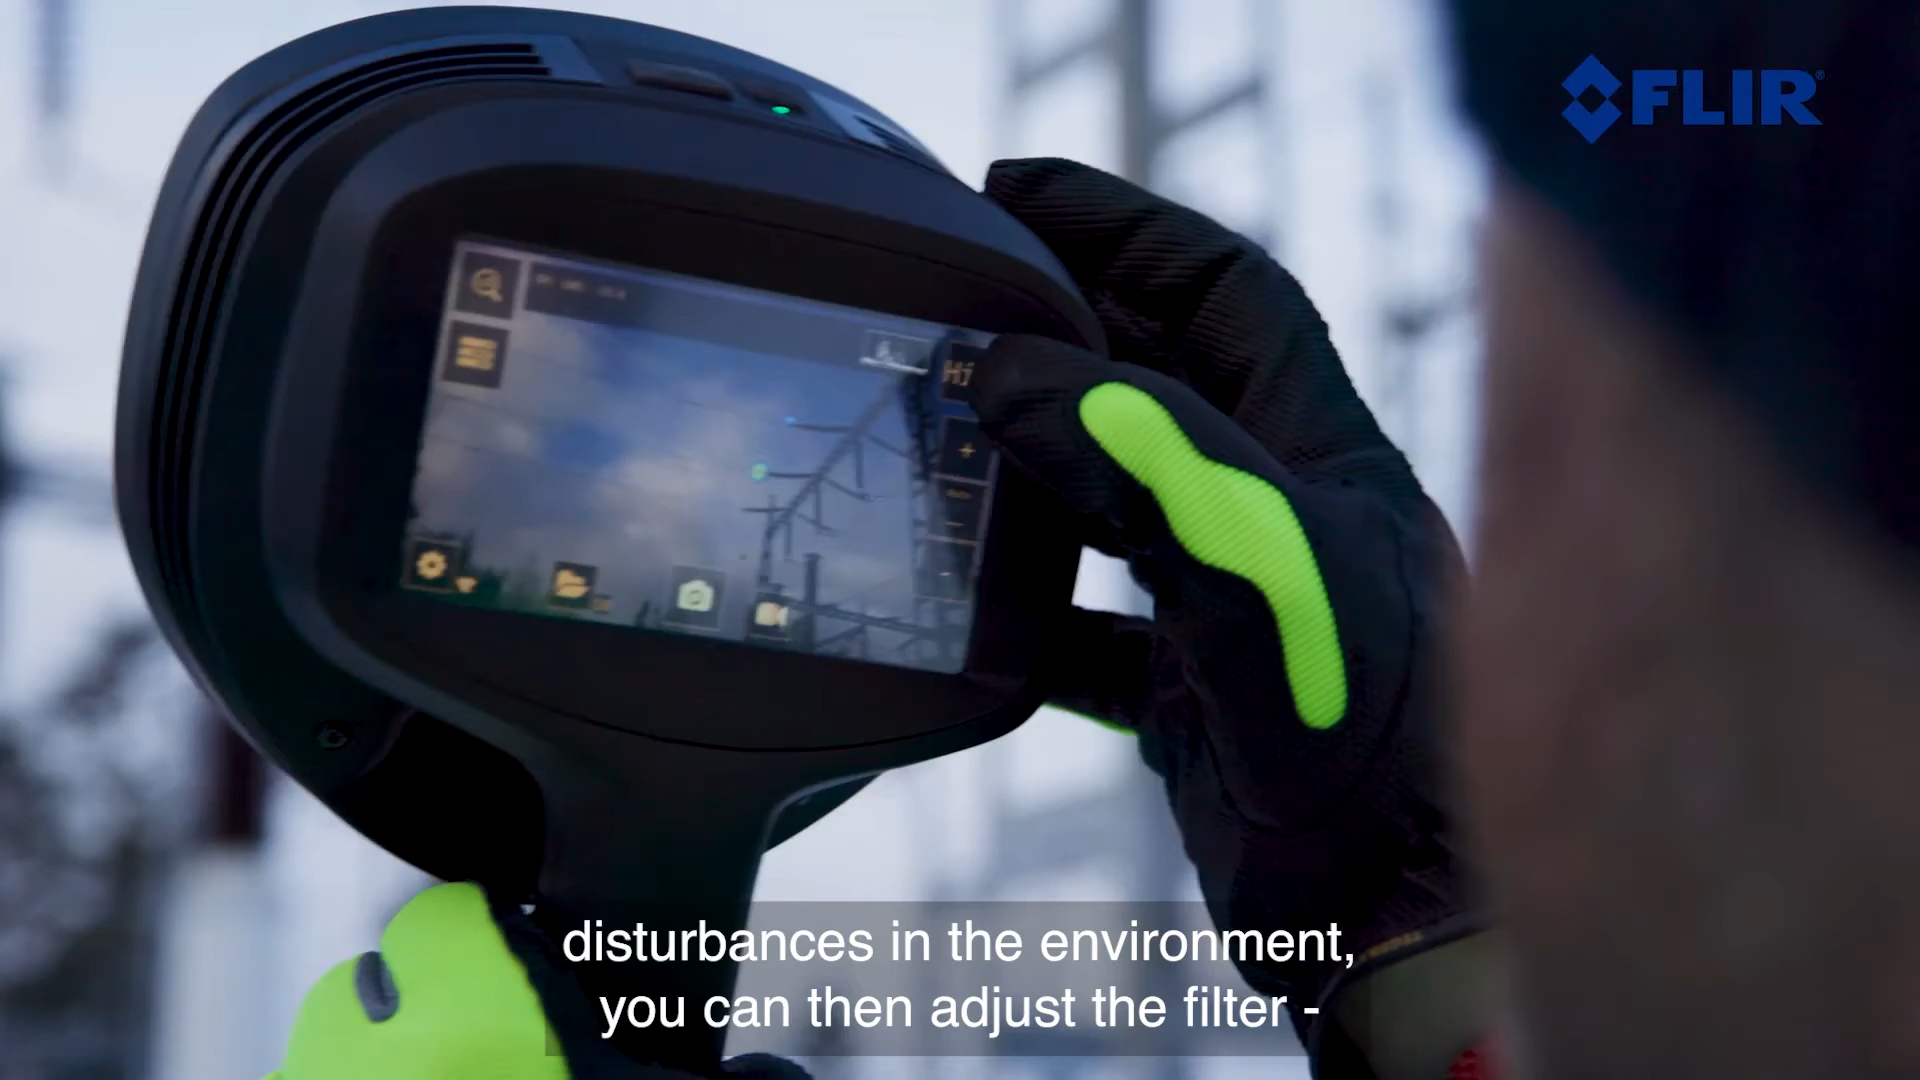 FLIR
Hi
disturbances in the environment,
you can then adjust the filter -